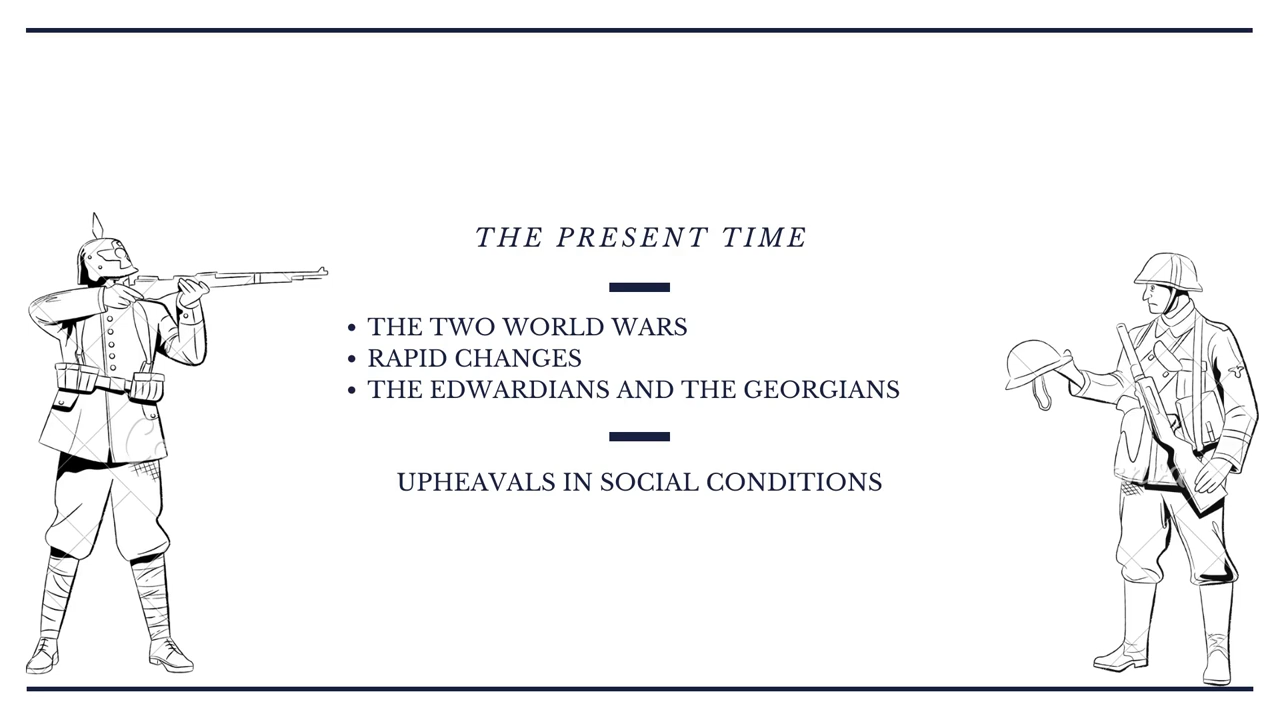 THE PRESENT TIME
• THE TWO WORLD WARS
• RAPID CHANGES
• THE EDWARDIANS AND THE GEORGIANS
UPHEAVALS IN SOCIAL CONDITIONS